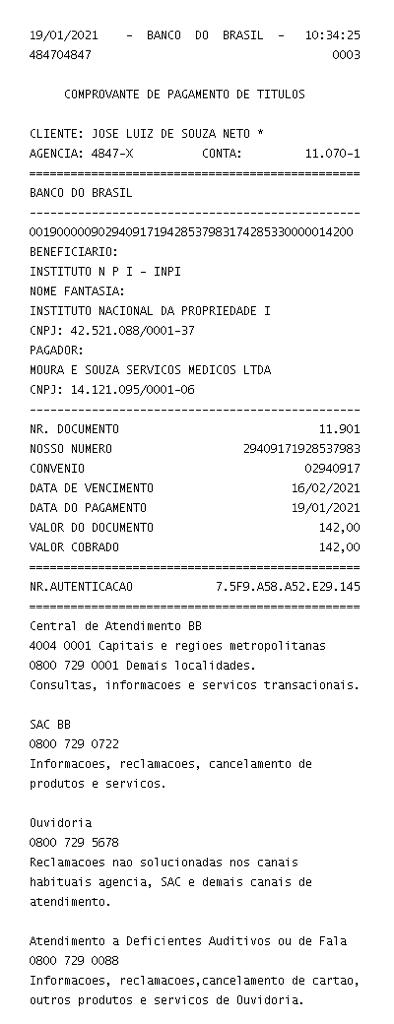 19/01/2021 - BANCO DO BRASIL - 10:34:25
484704847 0003
COMPROVANTE DE PAGAMENTO DE TITULOS
CLIENTE: JOSE LUIZ DE SOUZA NETO *
AGENCIA: 4847-X CONTA: 11.070-1
================================================
BANCO DO BRASIL
------------------------------------------------
00190000090294091719428537983174285330000014200
BENEFICIARIO:
INSTITUTO N P I - INPI
NOME FANTASIA:
INSTITUTO NACIONAL DA PROPRIEDADE I
CNPJ: 42.521.088/0001-37
PAGADOR:
MOURA E SOUZA SERVICOS MEDICOS LTDA
CNPJ: 14.121.095/0001-06
------------------------------------------------
NR. DOCUMENTO 11.901
NOSSO NUMERO 29409171928537983
CONVENIO 02940917
DATA DE VENCIMENTO 16/02/2021
DATA DO PAGAMENTO 19/01/2021
VALOR DO DOCUMENTO 142,00
VALOR COBRADO 142,00
================================================
NR.AUTENTICACAO 7.5F9.A58.A52.E29.145
================================================
Central de Atendimento BB
4004 0001 Capitais e regioes metropolitanas
0800 729 0001 Demais localidades.
Consultas, informacoes e servicos transacionais.
SAC BB
0800 729 0722
Informacoes, reclamacoes, cancelamento de
produtos e servicos.
Ouvidoria
0800 729 5678
Reclamacoes nao solucionadas nos canais
habituais agencia, SAC e demais canais de
atendimento.
Atendimento a Deficientes Auditivos ou de Fala
0800 729 0088
Informacoes, reclamacoes,cancelamento de cartao,
outros produtos e servicos de Ouvidoria.